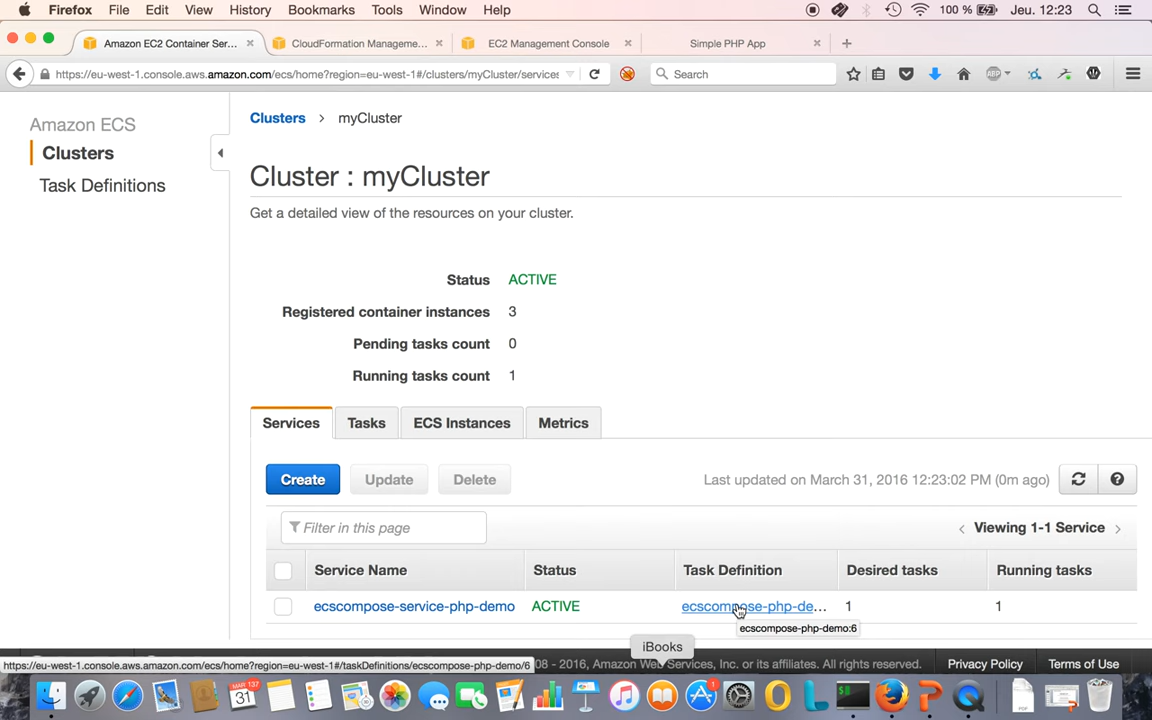 Firefox File Edit View History Bookmarks Tools Window Help 100 % Jeu. 12:23
Amazon EC2 Container Ser... CloudFormation Manageme... EC2 Management Console Simple PHP App
https://eu-west-1.console.aws.amazon.com/ecs/home?region=eu-west-1#/clusters/myCluster/services Search ABP
Amazon ECS
Clusters
Task Definitions
Clusters > myCluster
Cluster : myCluster
Get a detailed view of the resources on your cluster.
Status ACTIVE
Registered container instances 3
Pending tasks count 0
Running tasks count 1
Services Tasks ECS Instances Metrics
Create Update Delete Last updated on March 31, 2016 12:23:02 PM (0m ago)
Filter in this page Viewing 1-1 Service
Service Name Status Task Definition Desired tasks Running tasks
ecscompose-service-php-demo ACTIVE ecscompose-php-de... 1 1
ecscompose-php-demo:6
iBooks
https://eu-west-1.console.aws.amazon.com/ecs/home?region=eu-west-1#/taskDefinitions/ecscompose-php-demo/6 08 - 2016, Amazon Web Services, Inc. or its affiliates. All rights reserved. Privacy Policy Terms of Use
MAR 137
31
1